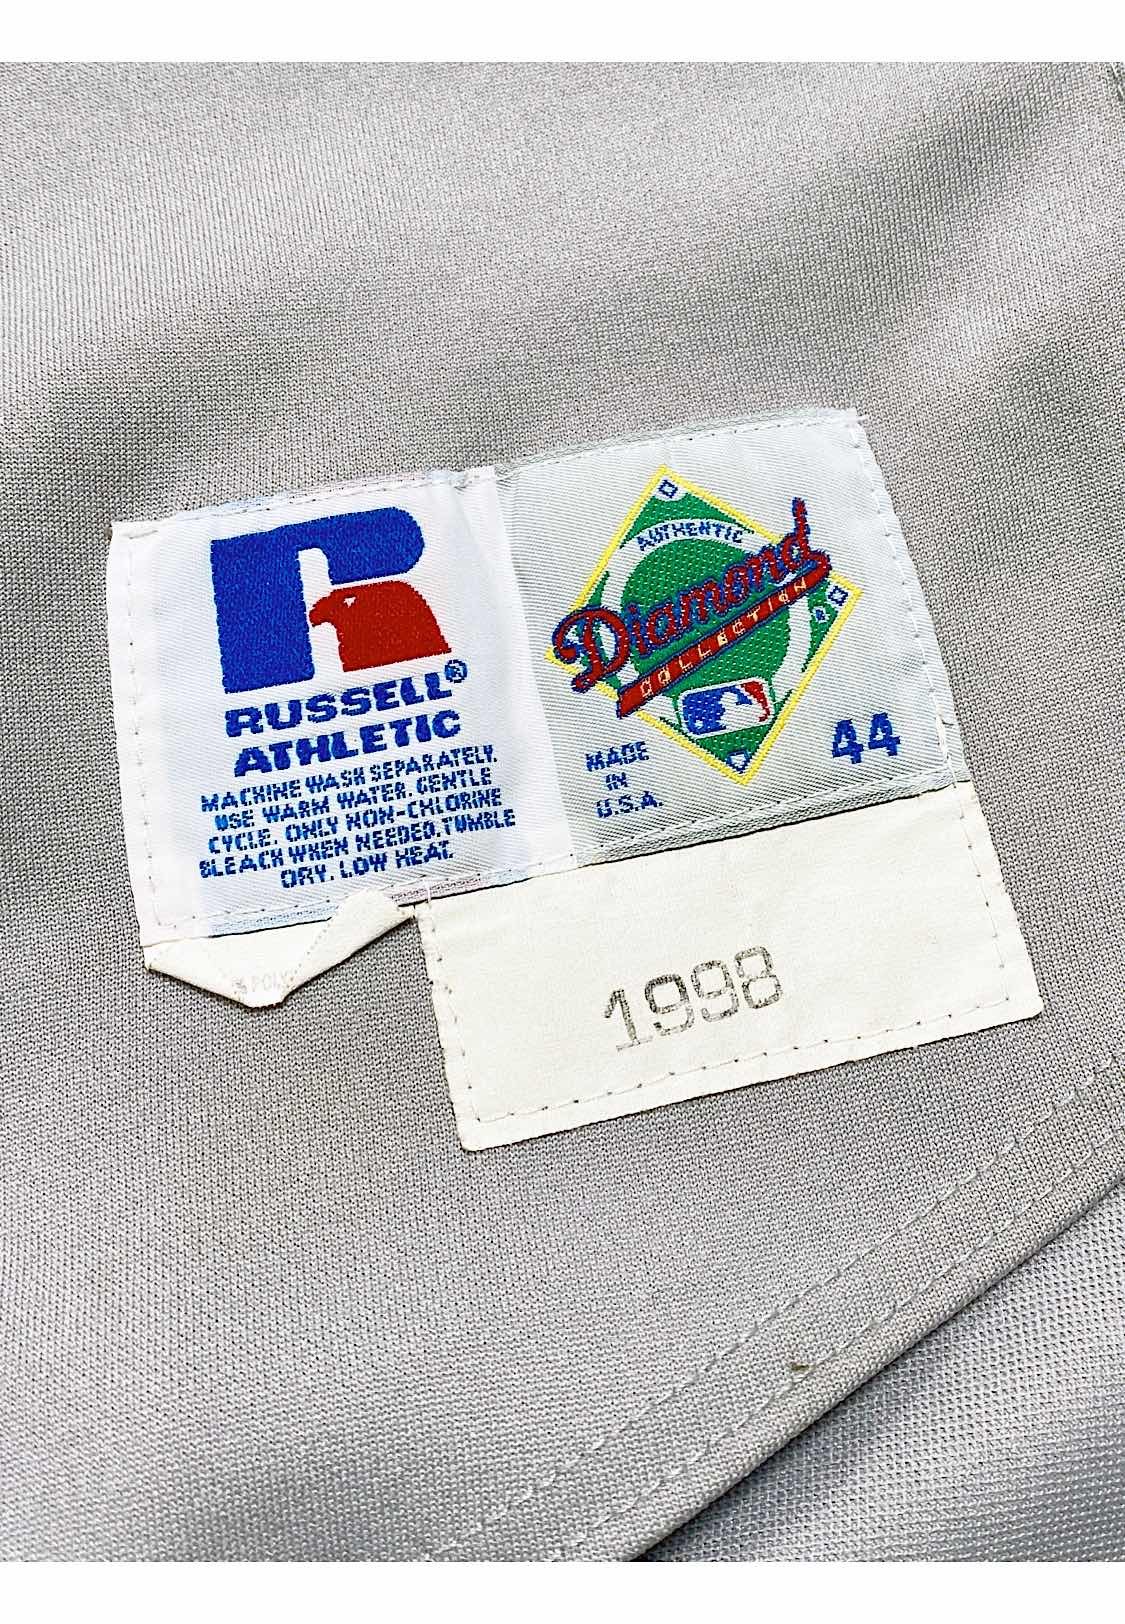 RUSSELL®
ATHLETIC
MACHINE WASH SEPARATELY.
USE WARM WATER. GENTLE
CYCLE. ONLY NON-CHLORINE
BLEACH WHEN NEEDED. TUMBLE
DRY. LOW HEAT.
AUTHENTIC
Diamond
COLLECTION
MADE
IN
U.S.A.
44
1998